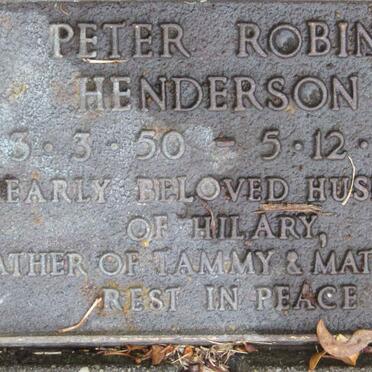 PETER ROBIN
HENDERSON
3·3·50 - 5·12·
EARLY BELOVED HUS
OF HILARY,
ATHER OF TAMMY & MAT
REST IN PEACE